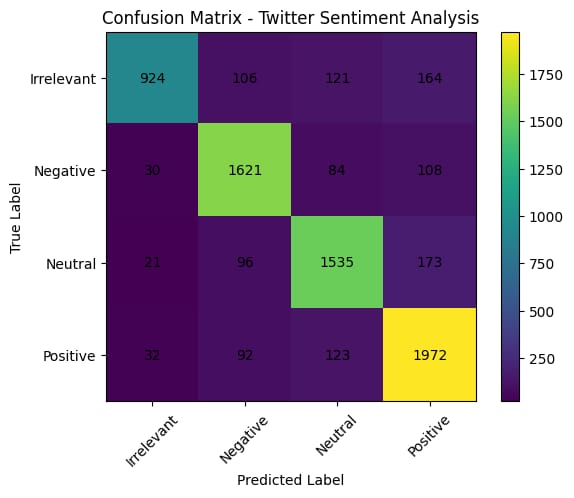 Confusion Matrix - Twitter Sentiment Analysis
Irrelevant 924 106 121 164
Negative 30 1621 84 108
Neutral 21 96 1535 173
Positive 32 92 123 1972
Irrelevant Negative Neutral Positive
True Label
Predicted Label
1750
1500
1250
1000
750
500
250